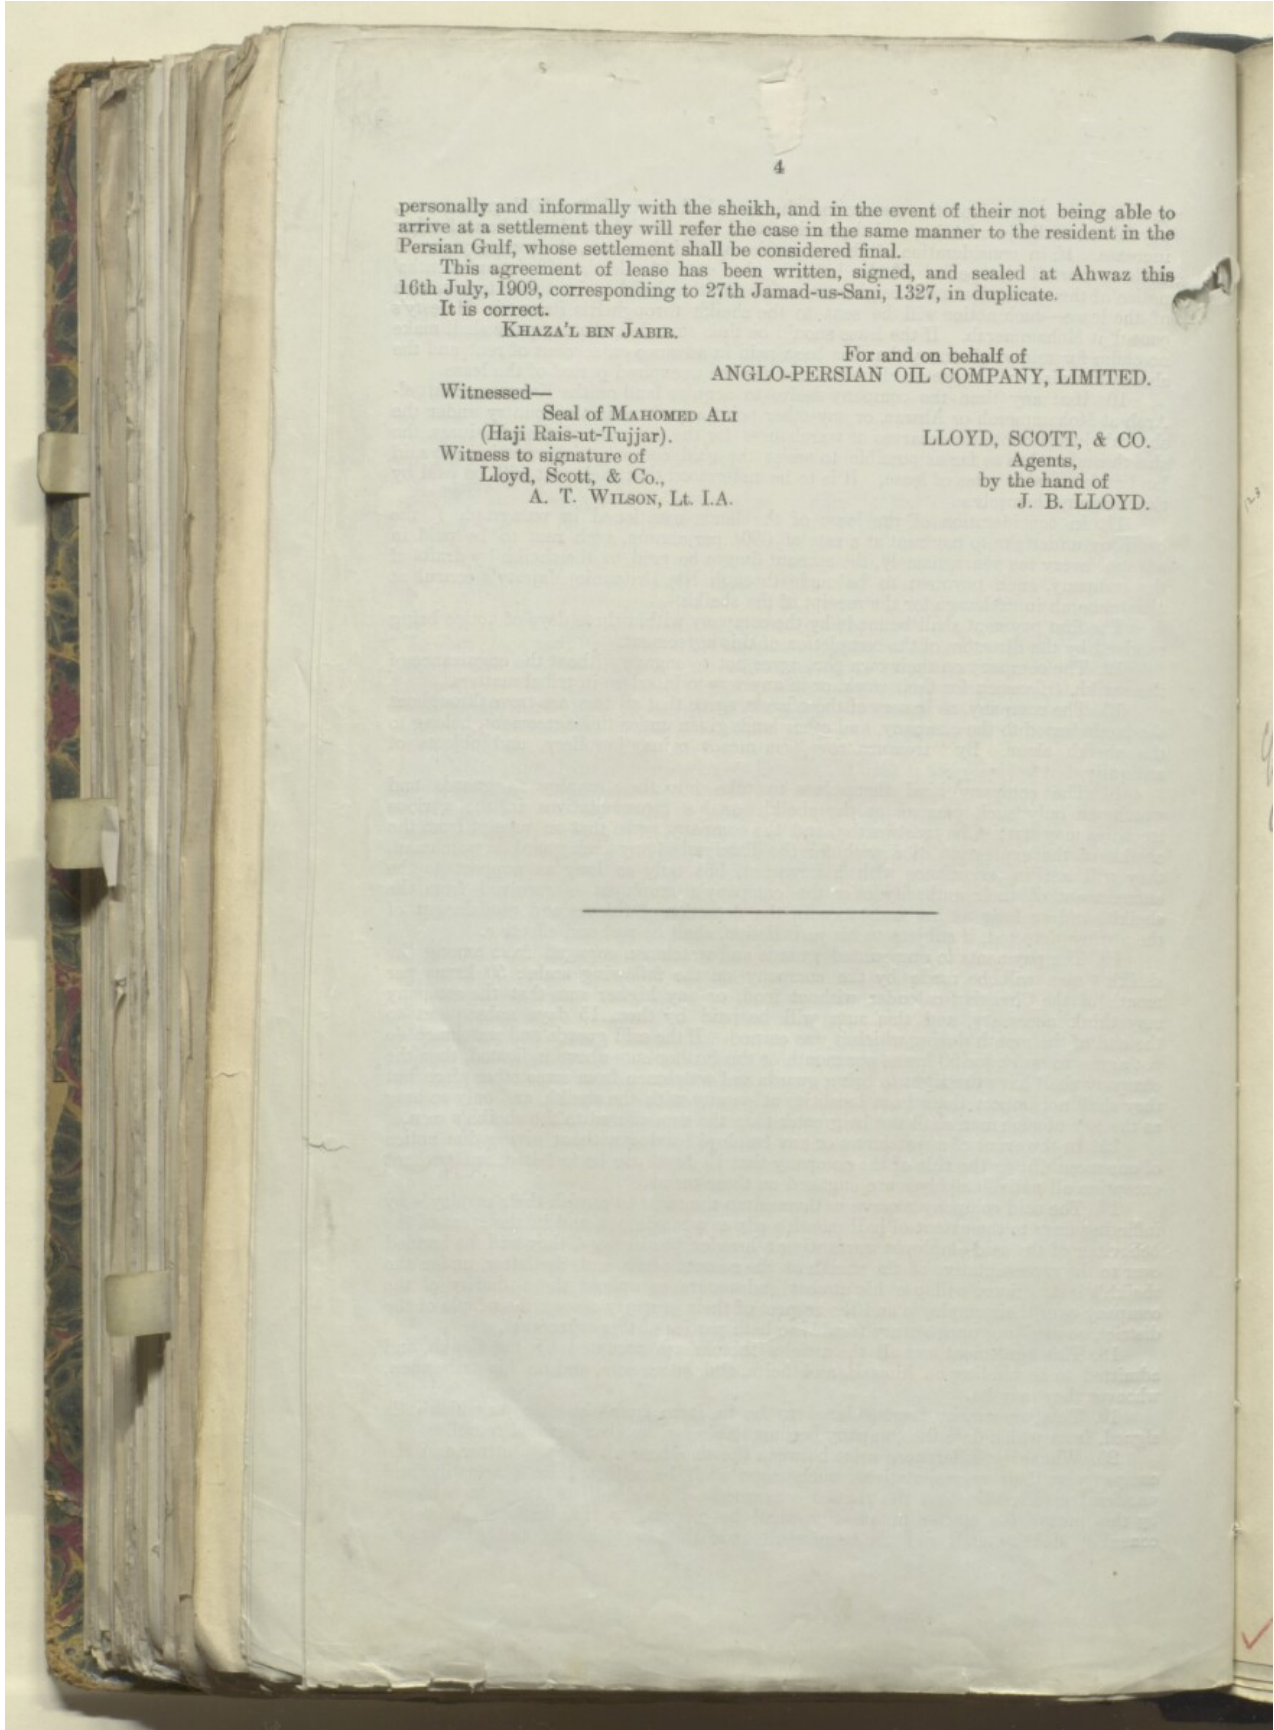 4
personally and informally with the sheikh, and in the event of their not being able to
arrive at a settlement they will refer the case in the same manner to the resident in the
Persian Gulf, whose settlement shall be considered final.
This agreement of lease has been written, signed, and sealed at Ahwaz this
16th July, 1909, corresponding to 27th Jamad-us-Sani, 1327, in duplicate.
It is correct.
KHAZA'L BIN JABIR.
For and on behalf of
ANGLO-PERSIAN OIL COMPANY, LIMITED.
Witnessed—
Seal of MAHOMED ALI
(Haji Rais-ut-Tujjar).
Witness to signature of
Lloyd, Scott, & Co.,
A. T. WILSON, Lt. I.A.
LLOYD, SCOTT, & CO.
Agents,
by the hand of
J. B. LLOYD.
123